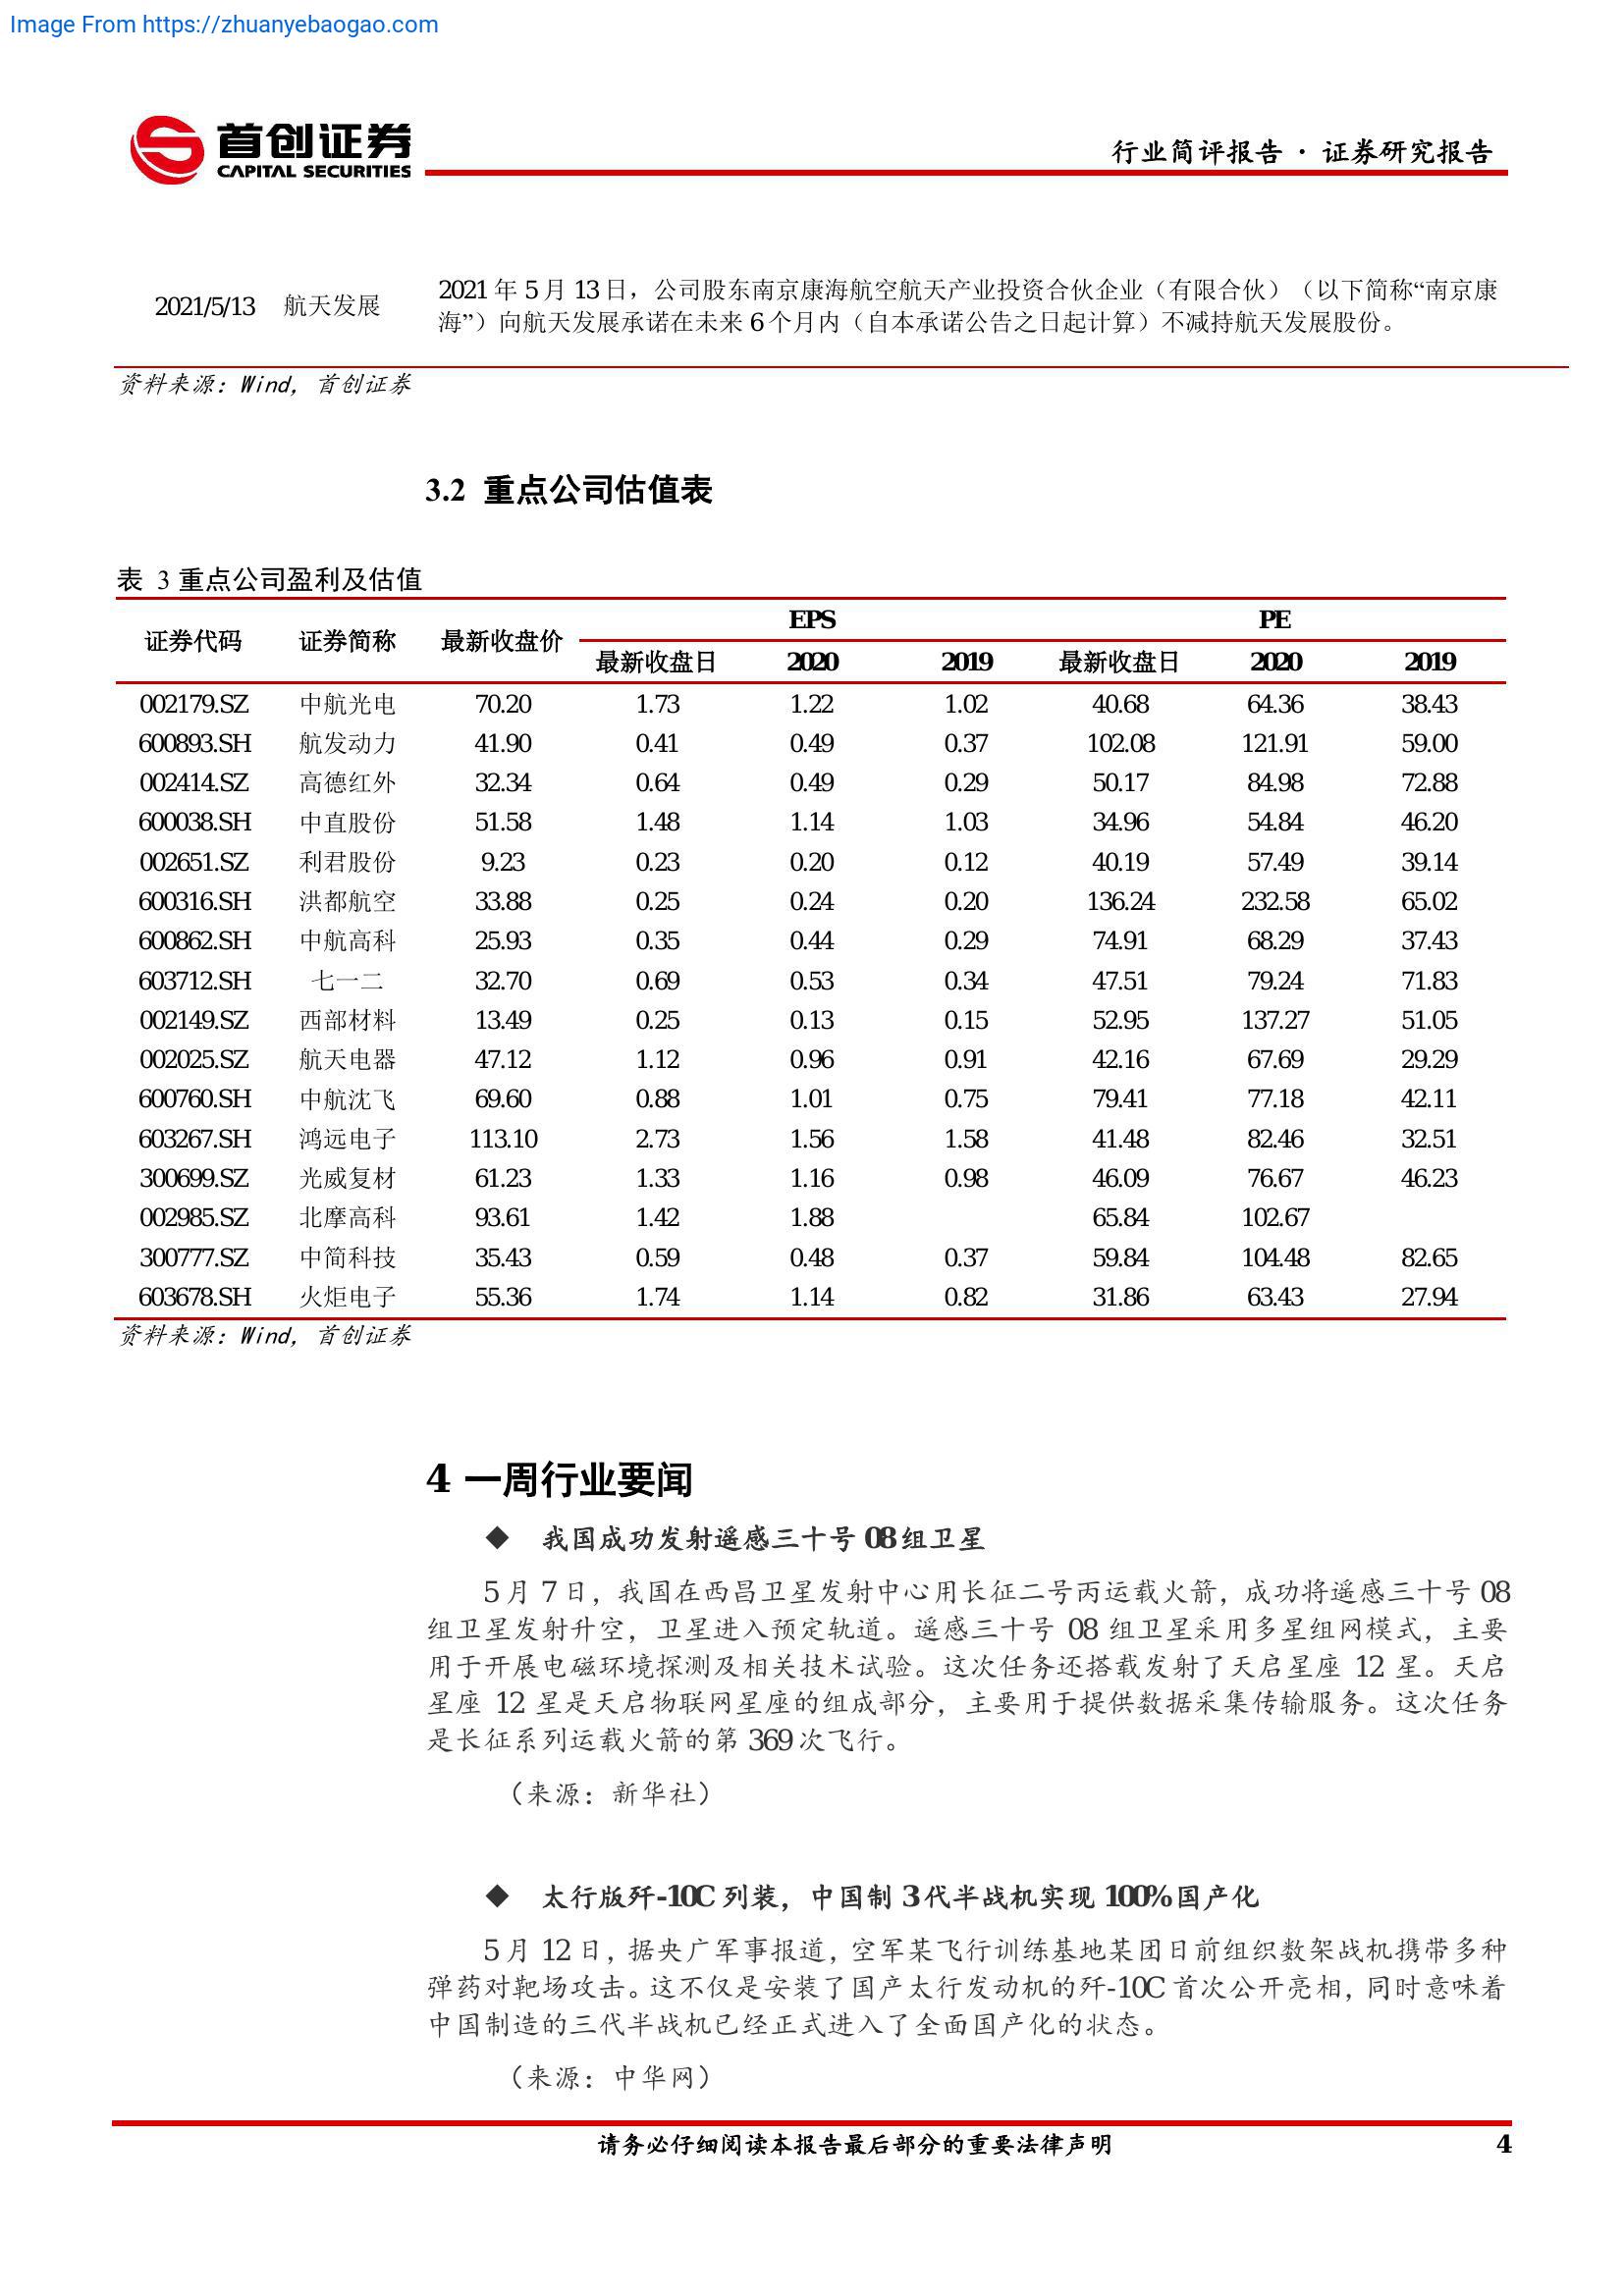 Image From https://zhuanyebaogao.com
首创证券
CAPITAL SECURITIES
行业简评报告 · 证券研究报告
2021/5/13 航天发展 2021 年 5 月 13 日，公司股东南京康海航空航天产业投资合伙企业（有限合伙）（以下简称“南京康
海”）向航天发展承诺在未来 6 个月内（自本承诺公告之日起计算）不减持航天发展股份。
资料来源：Wind，首创证券
3.2 重点公司估值表
表 3 重点公司盈利及估值
证券代码 证券简称 最新收盘价 EPS PE
最新收盘日 2020 2019 最新收盘日 2020 2019
002179.SZ 中航光电 70.20 1.73 1.22 1.02 40.68 64.36 38.43
600893.SH 航发动力 41.90 0.41 0.49 0.37 102.08 121.91 59.00
002414.SZ 高德红外 32.34 0.64 0.49 0.29 50.17 84.98 72.88
600038.SH 中直股份 51.58 1.48 1.14 1.03 34.96 54.84 46.20
002651.SZ 利君股份 9.23 0.23 0.20 0.12 40.19 57.49 39.14
600316.SH 洪都航空 33.88 0.25 0.24 0.20 136.24 232.58 65.02
600862.SH 中航高科 25.93 0.35 0.44 0.29 74.91 68.29 37.43
603712.SH 七一二 32.70 0.69 0.53 0.34 47.51 79.24 71.83
002149.SZ 西部材料 13.49 0.25 0.13 0.15 52.95 137.27 51.05
002025.SZ 航天电器 47.12 1.12 0.96 0.91 42.16 67.69 29.29
600760.SH 中航沈飞 69.60 0.88 1.01 0.75 79.41 77.18 42.11
603267.SH 鸿远电子 113.10 2.73 1.56 1.58 41.48 82.46 32.51
300699.SZ 光威复材 61.23 1.33 1.16 0.98 46.09 76.67 46.23
002985.SZ 北摩高科 93.61 1.42 1.88 65.84 102.67
300777.SZ 中简科技 35.43 0.59 0.48 0.37 59.84 104.48 82.65
603678.SH 火炬电子 55.36 1.74 1.14 0.82 31.86 63.43 27.94
资料来源：Wind，首创证券
4 一周行业要闻
◆ 我国成功发射遥感三十号 08 组卫星
5 月 7 日，我国在西昌卫星发射中心用长征二号丙运载火箭，成功将遥感三十号 08
组卫星发射升空，卫星进入预定轨道。遥感三十号 08 组卫星采用多星组网模式，主要
用于开展电磁环境探测及相关技术试验。这次任务还搭载发射了天启星座 12 星。天启
星座 12 星是天启物联网星座的组成部分，主要用于提供数据采集传输服务。这次任务
是长征系列运载火箭的第 369 次飞行。
（来源：新华社）
◆ 太行版歼-10C 列装，中国制 3 代半战机实现 100%国产化
5 月 12 日，据央广军事报道，空军某飞行训练基地某团日前组织数架战机携带多种
弹药对靶场攻击。这不仅是安装了国产太行发动机的歼-10C 首次公开亮相，同时意味着
中国制造的三代半战机已经正式进入了全面国产化的状态。
（来源：中华网）
请务必仔细阅读本报告最后部分的重要法律声明 4